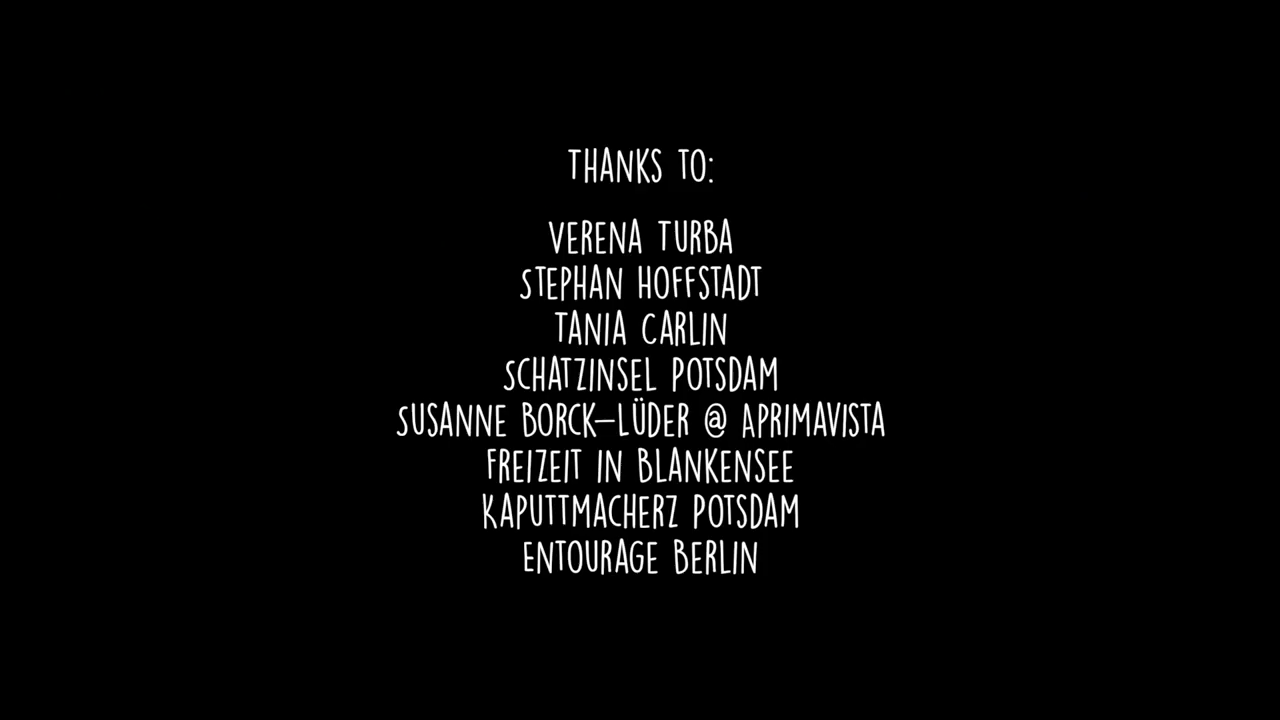 THANKS TO:
VERENA TURBA
STEPHAN HOFFSTADT
TANIA CARLIN
SCHATZINSEL POTSDAM
SUSANNE BORCK–LÜDER @ APRIMAVISTA
FREIZEIT IN BLANKENSEE
KAPUTTMACHERZ POTSDAM
ENTOURAGE BERLIN